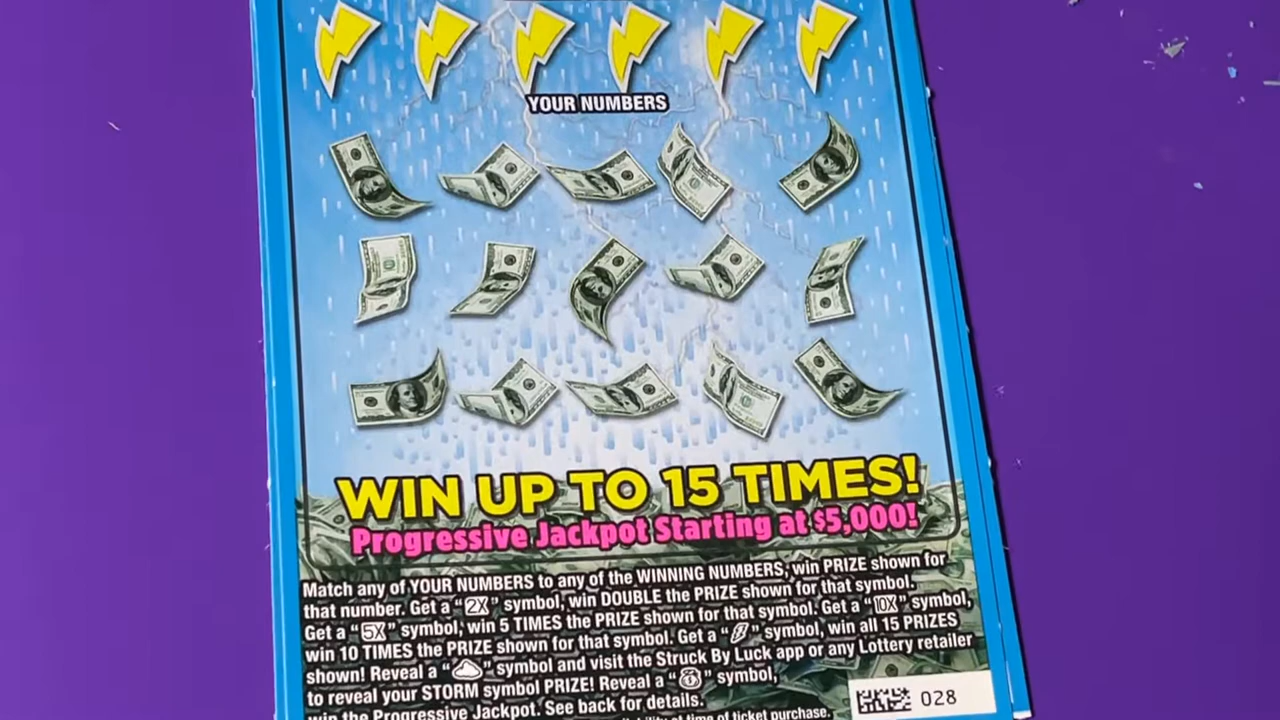 YOUR NUMBERS
WIN UP TO 15 TIMES!
Progressive Jackpot Starting at $5,000!
Match any of YOUR NUMBERS to any of the WINNING NUMBERS, win PRIZE shown for
that number. Get a "2X" symbol, win DOUBLE the PRIZE shown for that symbol.
Get a "5X" symbol, win 5 TIMES the PRIZE shown for that symbol. Get a "10X" symbol,
win 10 TIMES the PRIZE shown for that symbol. Get a " " symbol, win all 15 PRIZES
shown! Reveal a " " symbol and visit the Struck By Luck app or any Lottery retailer
to reveal your STORM symbol PRIZE! Reveal a " " symbol,
win the Progressive Jackpot. See back for details.
at time of ticket purchase.
028